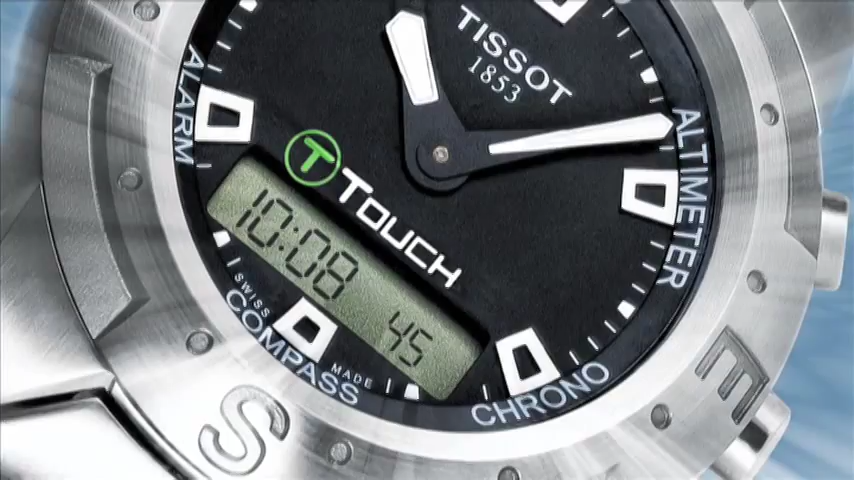 TISSOT
1853
ALARM
ALTIMETER
T
T TOUCH
10:08
45
SWISS
MADE
COMPASS
CHRONO
S
E